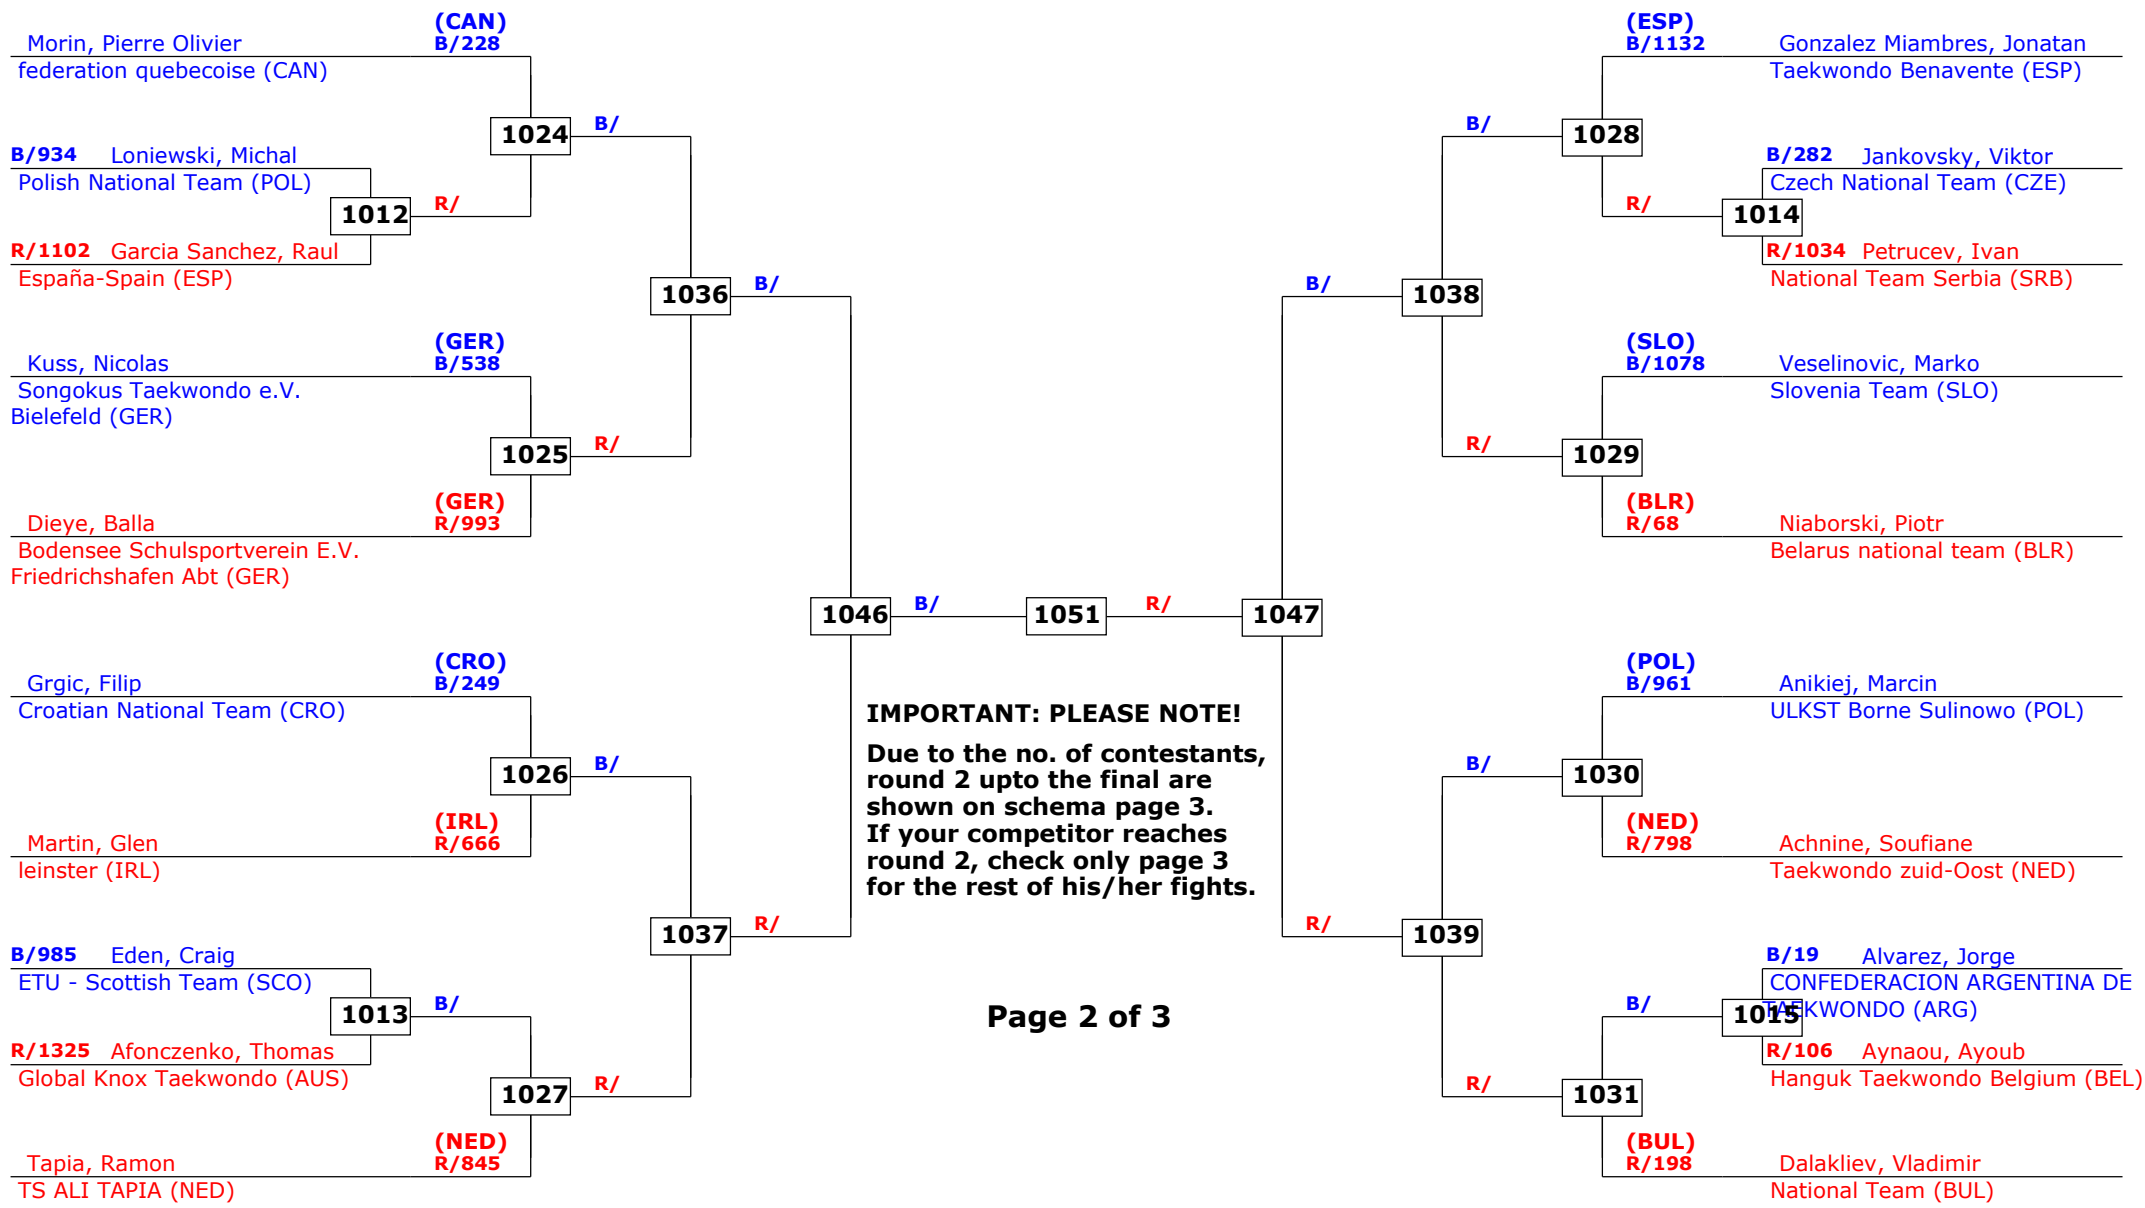 (CAN)
Morin, Pierre Olivier B/228
federation quebecoise (CAN)
1024 B/
B/934 Loniewski, Michal
Polish National Team (POL)
1012 R/
R/1102 Garcia Sanchez, Raul
España-Spain (ESP)
1036 B/
(GER)
Kuss, Nicolas B/538
Songokus Taekwondo e.V.
Bielefeld (GER)
1025 R/
(GER)
Dieye, Balla R/993
Bodensee Schulsportverein E.V.
Friedrichshafen Abt (GER)
1046 B/ 1051 R/ 1047
(CRO)
Grgic, Filip B/249
Croatian National Team (CRO)
1026 B/
(IRL)
Martin, Glen R/666
leinster (IRL)
1037 R/
B/985 Eden, Craig
ETU - Scottish Team (SCO)
1013 B/
R/1325 Afonczenko, Thomas
Global Knox Taekwondo (AUS)
1027 R/
(NED)
Tapia, Ramon R/845
TS ALI TAPIA (NED)
IMPORTANT: PLEASE NOTE!
Due to the no. of contestants,
round 2 upto the final are
shown on schema page 3.
If your competitor reaches
round 2, check only page 3
for the rest of his/her fights.
Page 2 of 3
(ESP)
B/1132 Gonzalez Miambres, Jonatan
Taekwondo Benavente (ESP)
B/ 1028
B/282 Jankovsky, Viktor
Czech National Team (CZE)
R/ 1014
R/1034 Petrucev, Ivan
National Team Serbia (SRB)
B/ 1038
(SLO)
B/1078 Veselinovic, Marko
Slovenia Team (SLO)
R/ 1029
(BLR)
R/68 Niaborski, Piotr
Belarus national team (BLR)
(POL)
B/961 Anikiej, Marcin
ULKST Borne Sulinowo (POL)
B/ 1030
(NED)
R/798 Achnine, Soufiane
Taekwondo zuid-Oost (NED)
R/ 1039
B/19 Alvarez, Jorge
CONFEDERACION ARGENTINA DE
TAEKWONDO (ARG)
B/ 1015
R/106 Aynaou, Ayoub
Hanguk Taekwondo Belgium (BEL)
R/ 1031
(BUL)
R/198 Dalakliev, Vladimir
National Team (BUL)